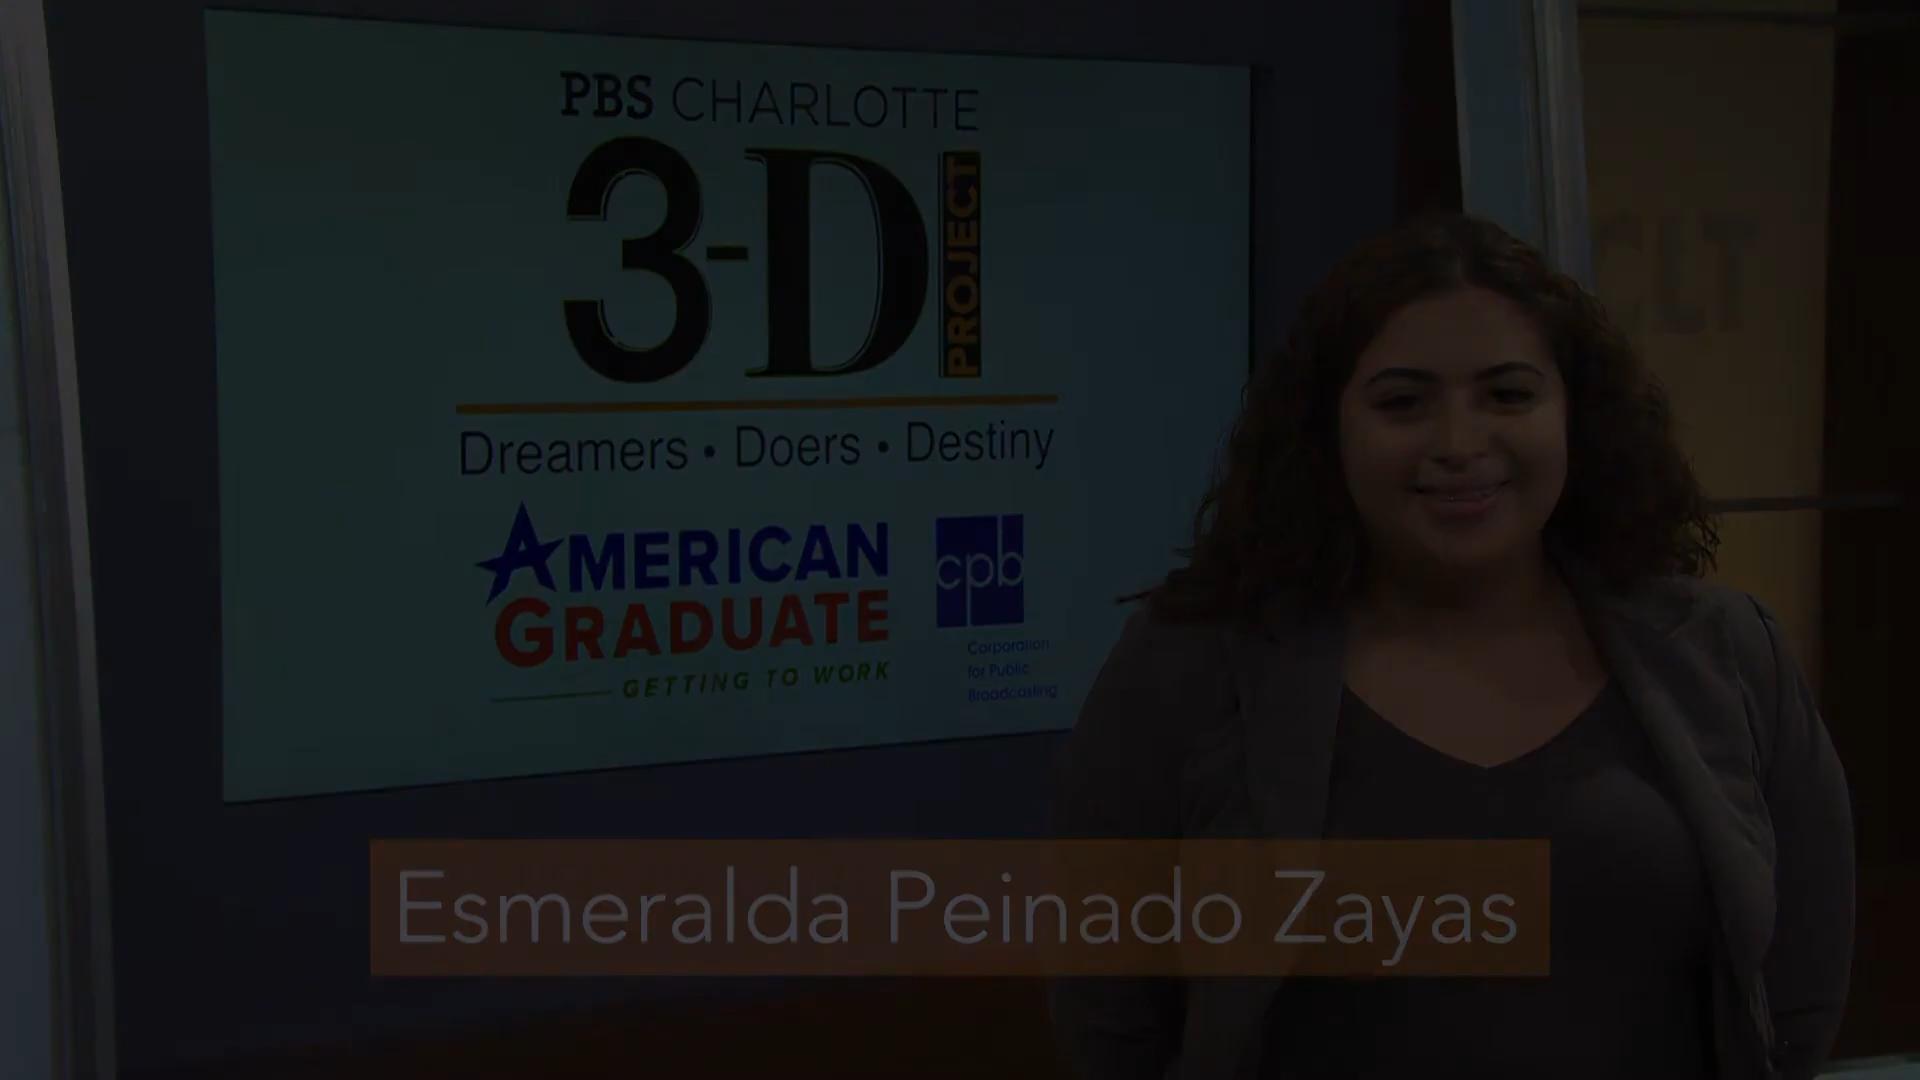 PBS CHARLOTTE
3-D PROJECT
Dreamers • Doers • Destiny
AMERICAN
GRADUATE
GETTING TO WORK
cpb
Corporation
for Public
Broadcasting
CLT
Esmeralda Peinado Zayas